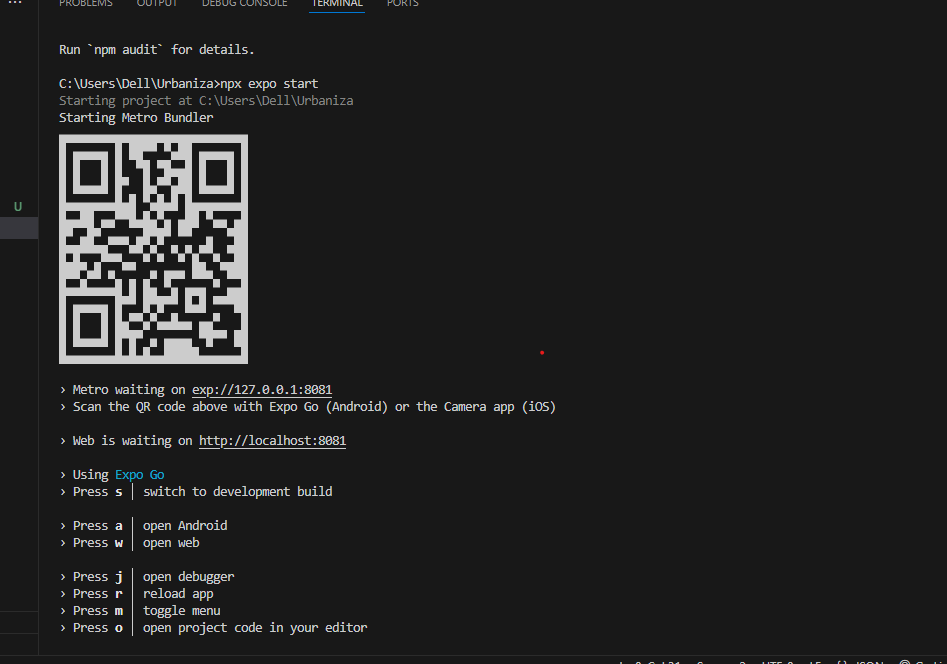 PROBLEMS OUTPUT DEBUG CONSOLE TERMINAL PORTS
Run `npm audit` for details.
C:\Users\Dell\Urbaniza>npx expo start
Starting project at C:\Users\Dell\Urbaniza
Starting Metro Bundler
U
› Metro waiting on exp://127.0.0.1:8081
› Scan the QR code above with Expo Go (Android) or the Camera app (iOS)
› Web is waiting on http://localhost:8081
› Using Expo Go
› Press s │ switch to development build
› Press a │ open Android
› Press w │ open web
› Press j │ open debugger
› Press r │ reload app
› Press m │ toggle menu
› Press o │ open project code in your editor